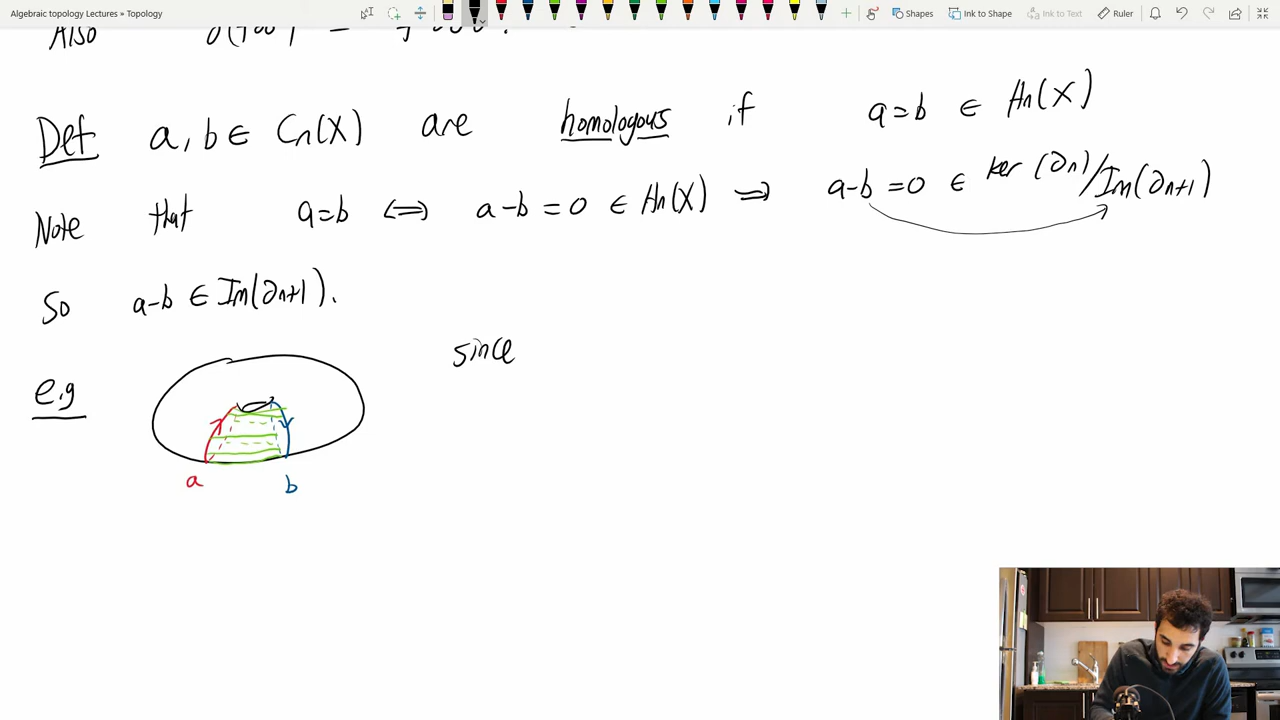 Algebraic topology Lectures » Topology
Shapes Ink to Shape Ink to Text Ruler
Also
Def a, b ∈ Cn(X) are homologous if a=b ∈ Hn(X)
Note that a=b ⟺ a-b=0 ∈ Hn(X) ⟹ a-b=0 ∈ ker(∂n)/Im(∂n+1)
So a-b ∈ Im(∂n+1).
since
e.g
a b